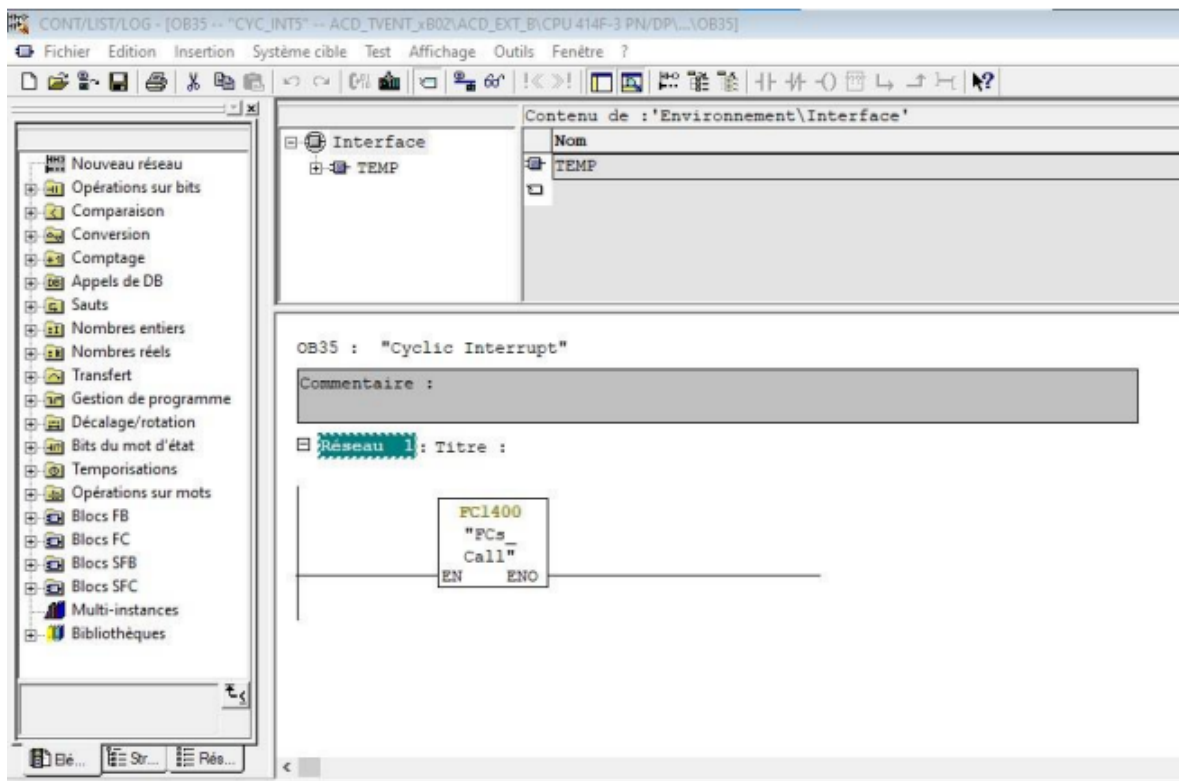 CONT/LIST/LOG - [OB35 -- "CYC_INT5" -- ACD_TVENT_xB02\ACD_EXT_B\CPU 414F-3 PN/DP\...\OB35]
Fichier Edition Insertion Système cible Test Affichage Outils Fenêtre ?
Contenu de :'Environnement\Interface'
Interface
TEMP
Nom
TEMP
Nouveau réseau
Opérations sur bits
Comparaison
Conversion
Comptage
Appels de DB
Sauts
Nombres entiers
Nombres réels
Transfert
Gestion de programme
Décalage/rotation
Bits du mot d'état
Temporisations
Opérations sur mots
Blocs FB
Blocs FC
Blocs SFB
Blocs SFC
Multi-instances
Bibliothèques
Elé... Str... Rés...
OB35 : "Cyclic Interrupt"
Commentaire :
Réseau 1: Titre :
FC1400
"FCs_
Call"
EN ENO